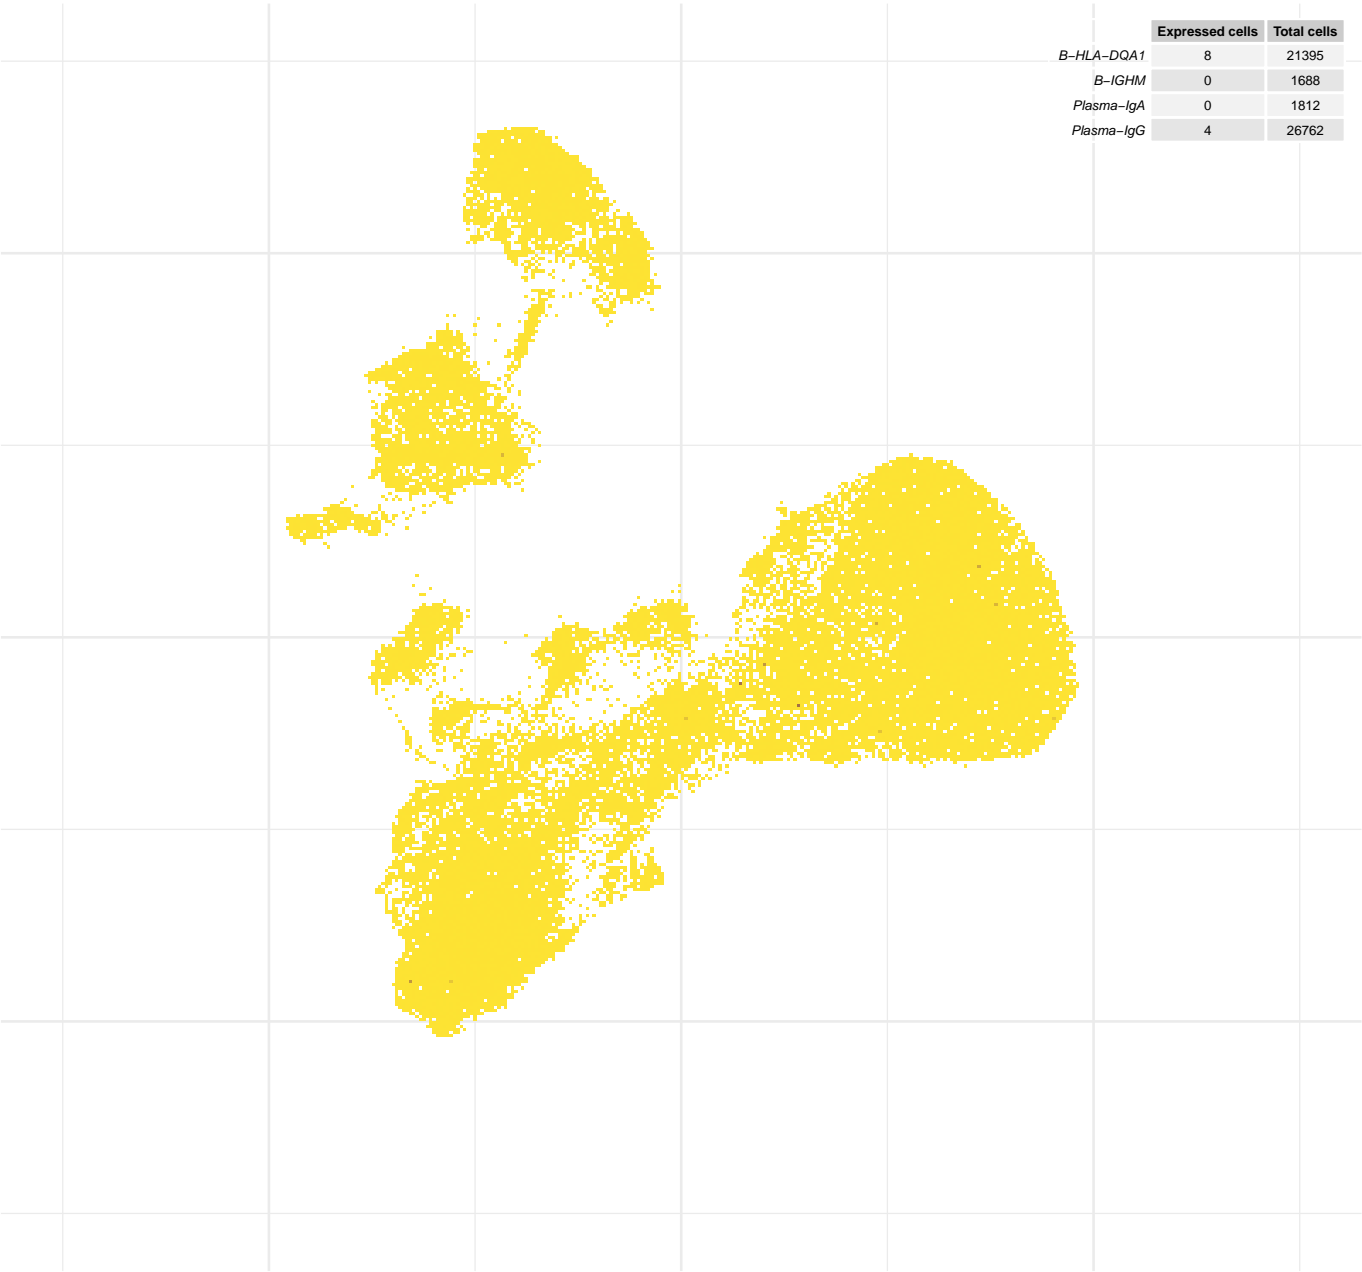 Expressed cells Total cells
B−HLA−DQA1 8 21395
B−IGHM 0 1688
Plasma−IgA 0 1812
Plasma−IgG 4 26762